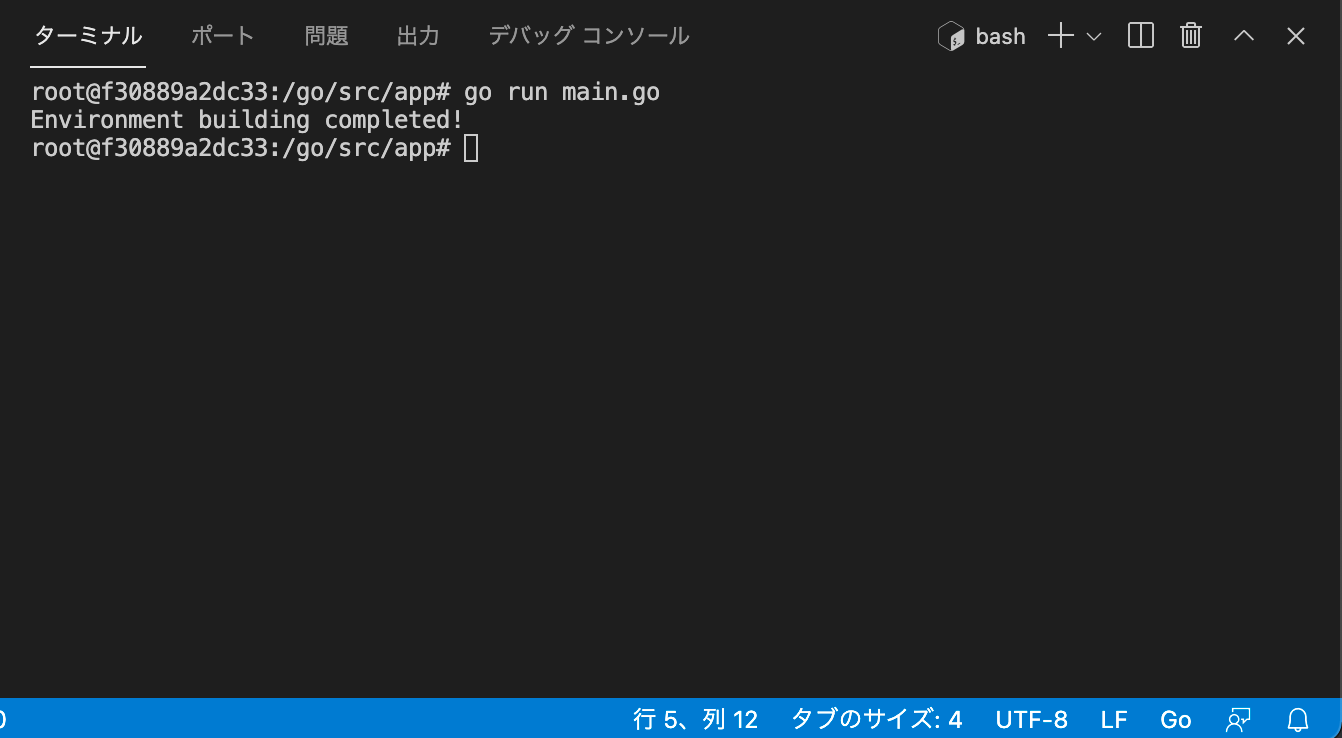 ターミナル ポート 問題 出力 デバッグ コンソール bash
root@f30889a2dc33:/go/src/app# go run main.go
Environment building completed!
root@f30889a2dc33:/go/src/app#
行 5、列 12 タブのサイズ: 4 UTF-8 LF Go